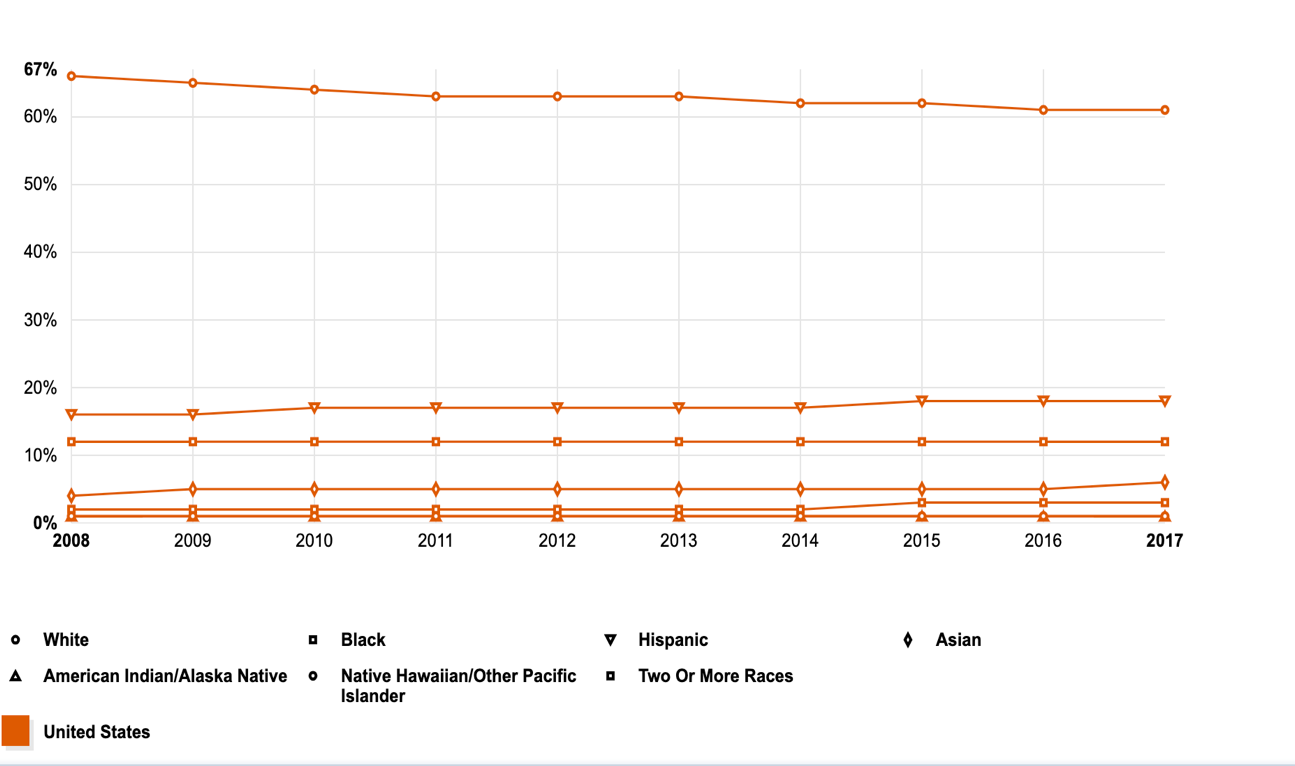 67%
60%
50%
40%
30%
20%
10%
0%
2008 2009 2010 2011 2012 2013 2014 2015 2016 2017
White Black Hispanic Asian
American Indian/Alaska Native Native Hawaiian/Other Pacific Two Or More Races
Islander
United States